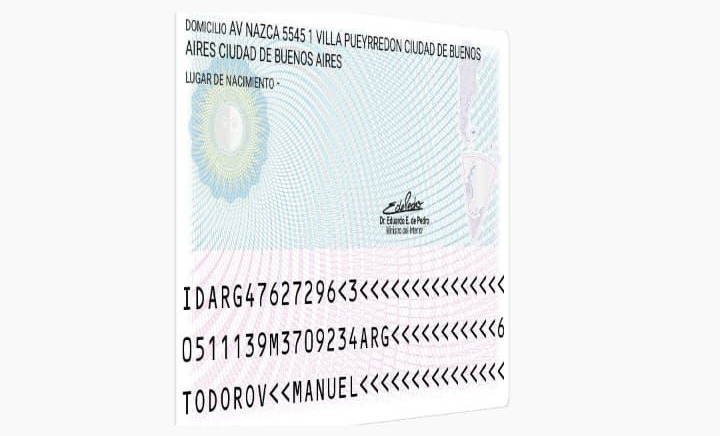 DOMICILIO AV NAZCA 5545 1 VILLA PUEYRREDON CIUDAD DE BUENOS
AIRES CIUDAD DE BUENOS AIRES
LUGAR DE NACIMIENTO -
Dr. Eduardo E. de Pedro
Ministro del Interior
IDARG47627296<3<<<<<<<<<<<<<<<
0511139M3709234ARG<<<<<<<<<<<6
TODOROV<<MANUEL<<<<<<<<<<<<<<<